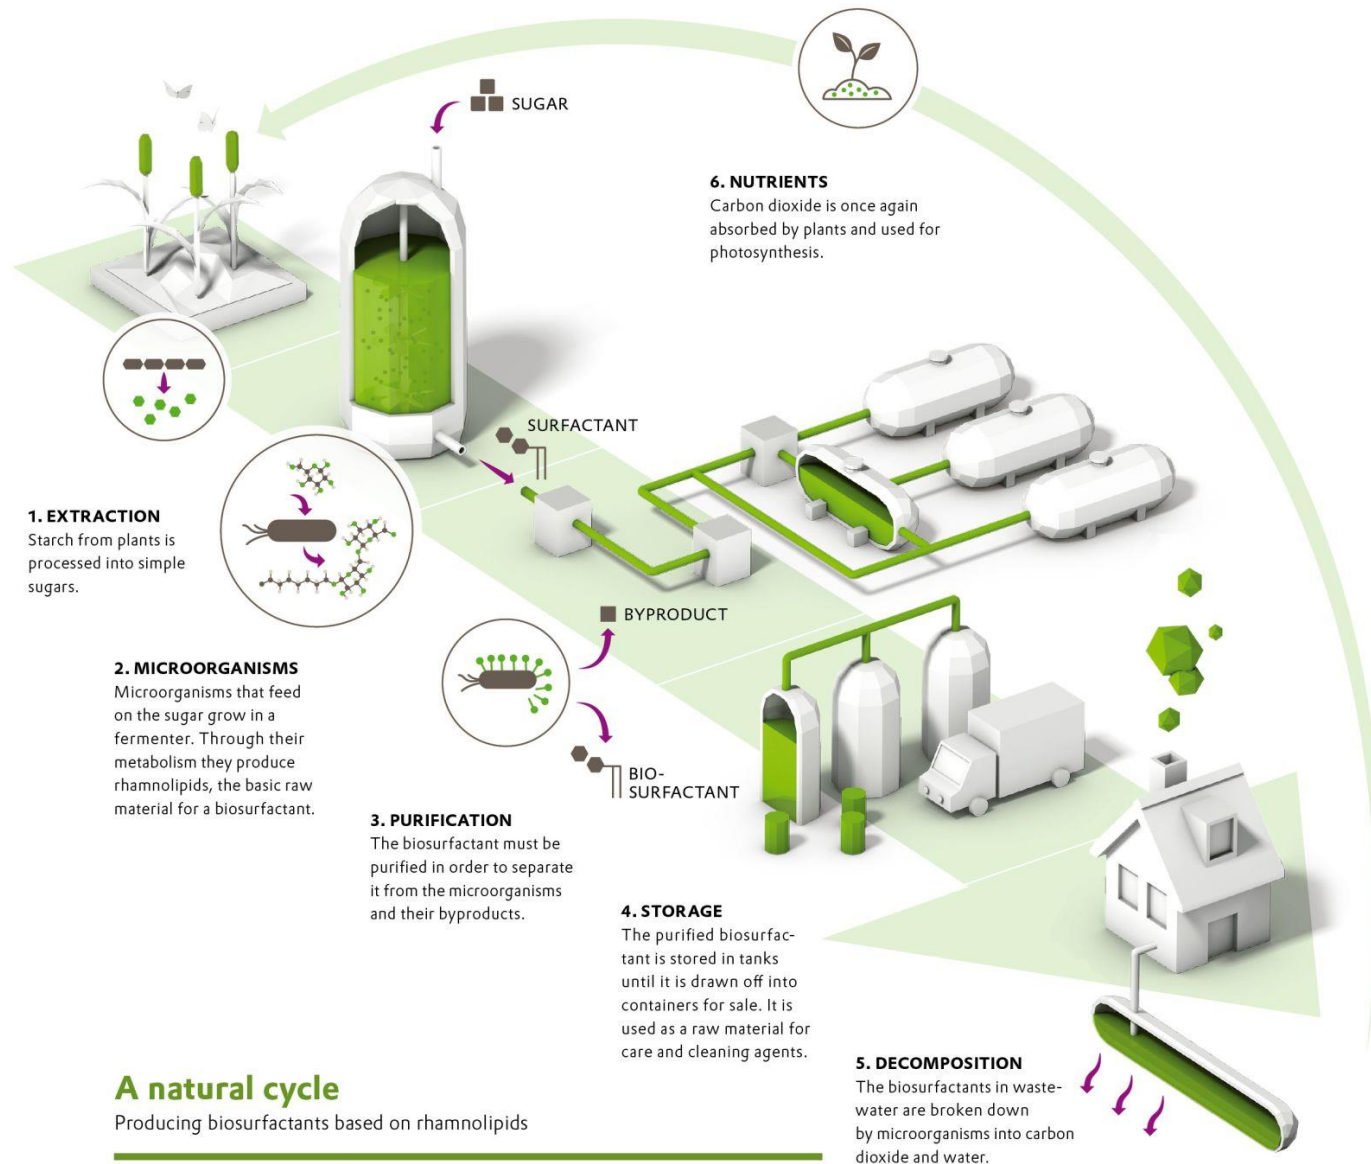 SUGAR
6. NUTRIENTS
Carbon dioxide is once again
absorbed by plants and used for
photosynthesis.
SURFACTANT
1. EXTRACTION
Starch from plants is
processed into simple
sugars.
BYPRODUCT
2. MICROORGANISMS
Microorganisms that feed
on the sugar grow in a
fermenter. Through their
metabolism they produce
rhamnolipids, the basic raw
material for a biosurfactant.
BIO-
SURFACTANT
3. PURIFICATION
The biosurfactant must be
purified in order to separate
it from the microorganisms
and their byproducts.
4. STORAGE
The purified biosurfac-
tant is stored in tanks
until it is drawn off into
containers for sale. It is
used as a raw material for
care and cleaning agents.
5. DECOMPOSITION
The biosurfactants in waste-
water are broken down
by microorganisms into carbon
dioxide and water.
A natural cycle
Producing biosurfactants based on rhamnolipids